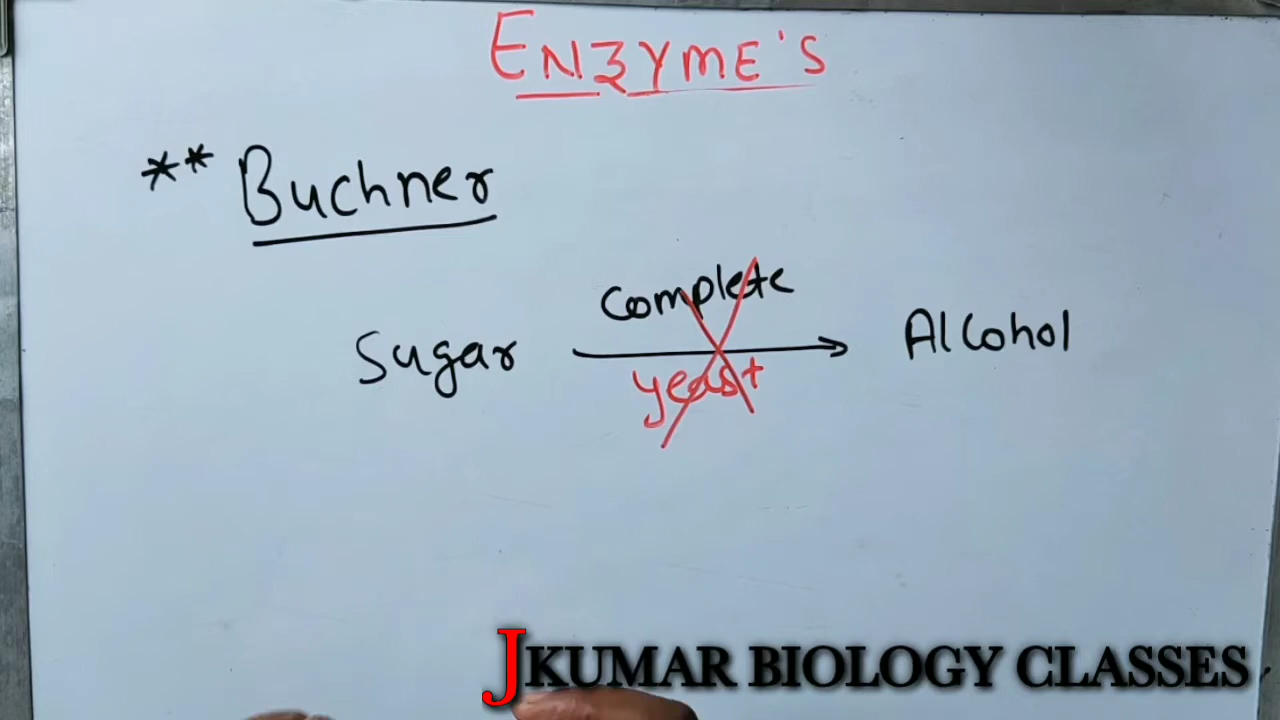 ENZYME'S
** Buchner
Complete
Sugar → Alcohol
yeast
JKUMAR BIOLOGY CLASSES